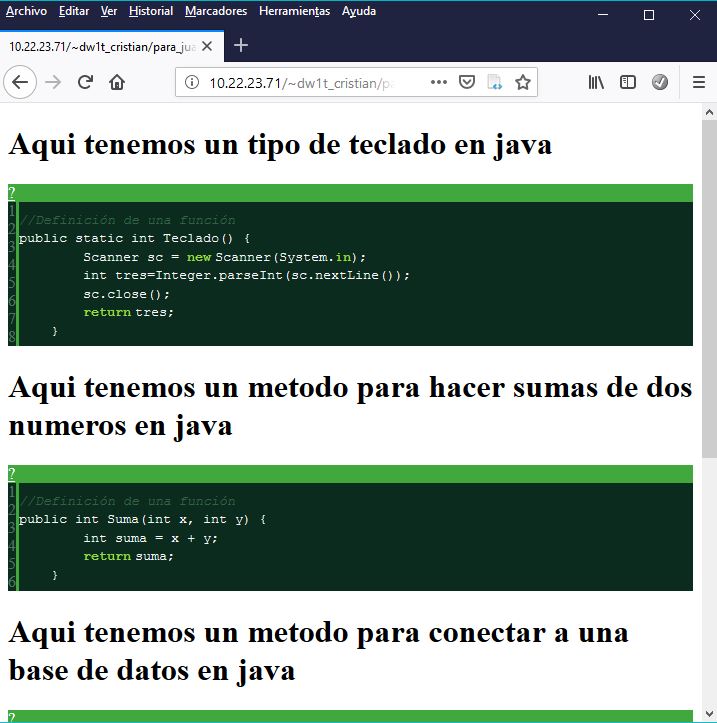 Archivo Editar Ver Historial Marcadores Herramientas Ayuda
10.22.23.71/~dw1t_cristian/para_jua
10.22.23.71/~dw1t_cristian/pa
Aqui tenemos un tipo de teclado en java
?
1
2 //Definición de una función
3 public static int Teclado() {
4 Scanner sc = new Scanner(System.in);
5 int tres=Integer.parseInt(sc.nextLine());
6 sc.close();
7 return tres;
8 }
Aqui tenemos un metodo para hacer sumas de dos
numeros en java
?
1
2 //Definición de una función
3 public int Suma(int x, int y) {
4 int suma = x + y;
5 return suma;
6 }
Aqui tenemos un metodo para conectar a una
base de datos en java
?